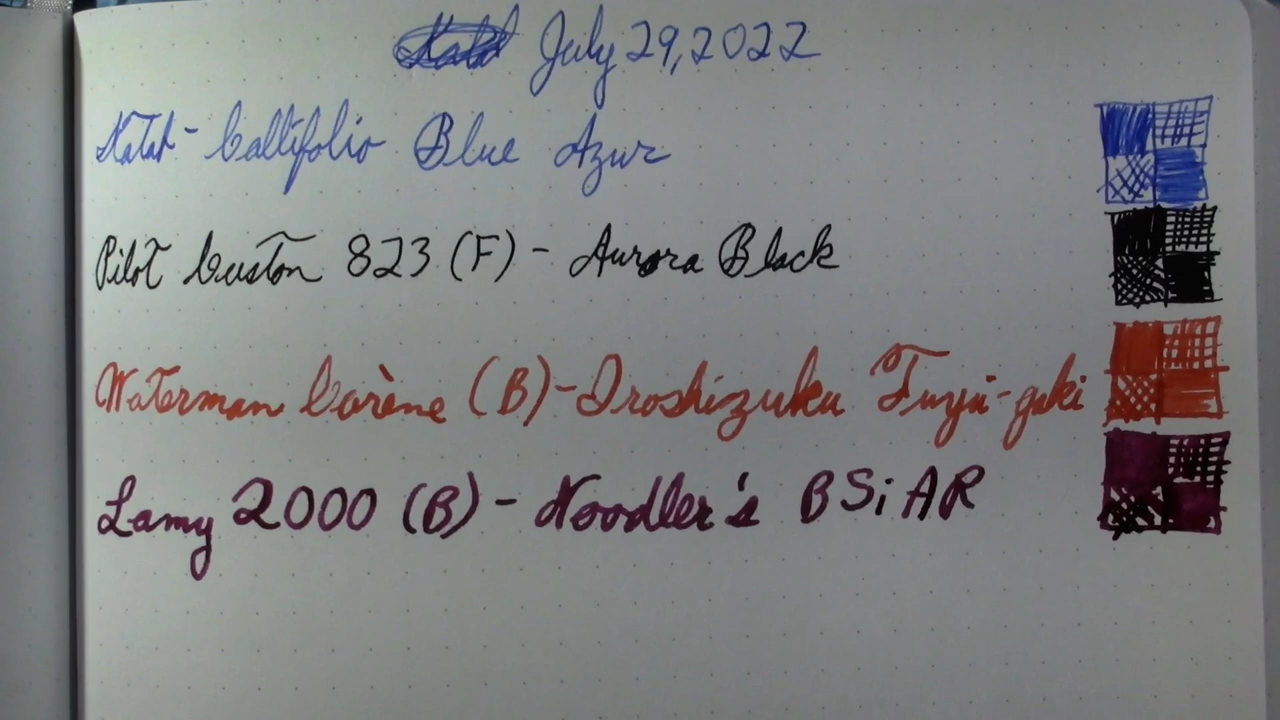 July 29, 2022
Katat - Callifolio Blue Azur
Pilot Custon 823 (F) - Aurora Black
Waterman Carène (B) - Iroshizuku Fuyu-gaki
Lamy 2000 (B) - Noodler's BSiAR